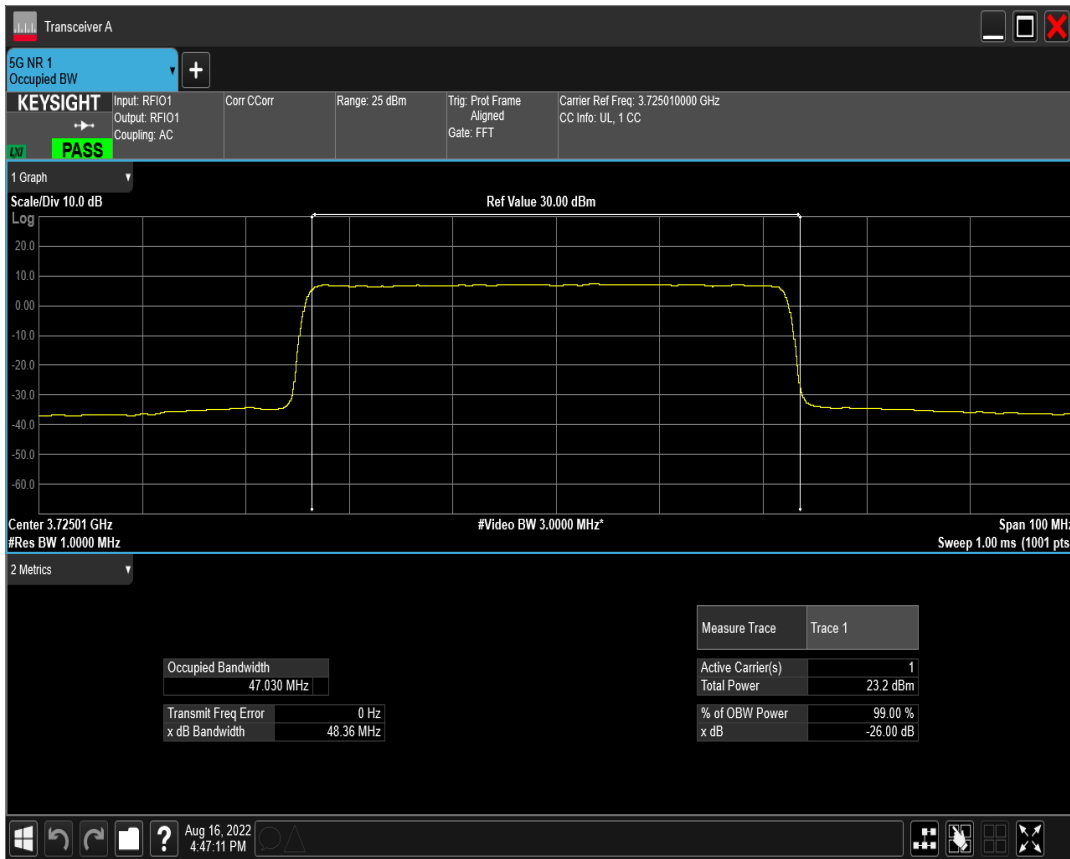 Transceiver A
5G NR 1
Occupied BW
KEYSIGHT
LXI
PASS
Input: RFIO1
Output: RFIO1
Coupling: AC
Corr CCorr
Range: 25 dBm
Trig: Prot Frame
Aligned
Gate: FFT
Carrier Ref Freq: 3.725010000 GHz
CC Info: UL, 1 CC
1 Graph
Scale/Div 10.0 dB
Ref Value 30.00 dBm
Log
20.0
10.0
0.00
-10.0
-20.0
-30.0
-40.0
-50.0
-60.0
Center 3.72501 GHz
#Video BW 3.0000 MHz*
Span 100 MHz
#Res BW 1.0000 MHz
Sweep 1.00 ms (1001 pts
2 Metrics
Measure Trace Trace 1
Occupied Bandwidth
47.030 MHz
Active Carrier(s) 1
Total Power 23.2 dBm
Transmit Freq Error 0 Hz
x dB Bandwidth 48.36 MHz
% of OBW Power 99.00 %
x dB -26.00 dB
?
Aug 16, 2022
4:47:11 PM